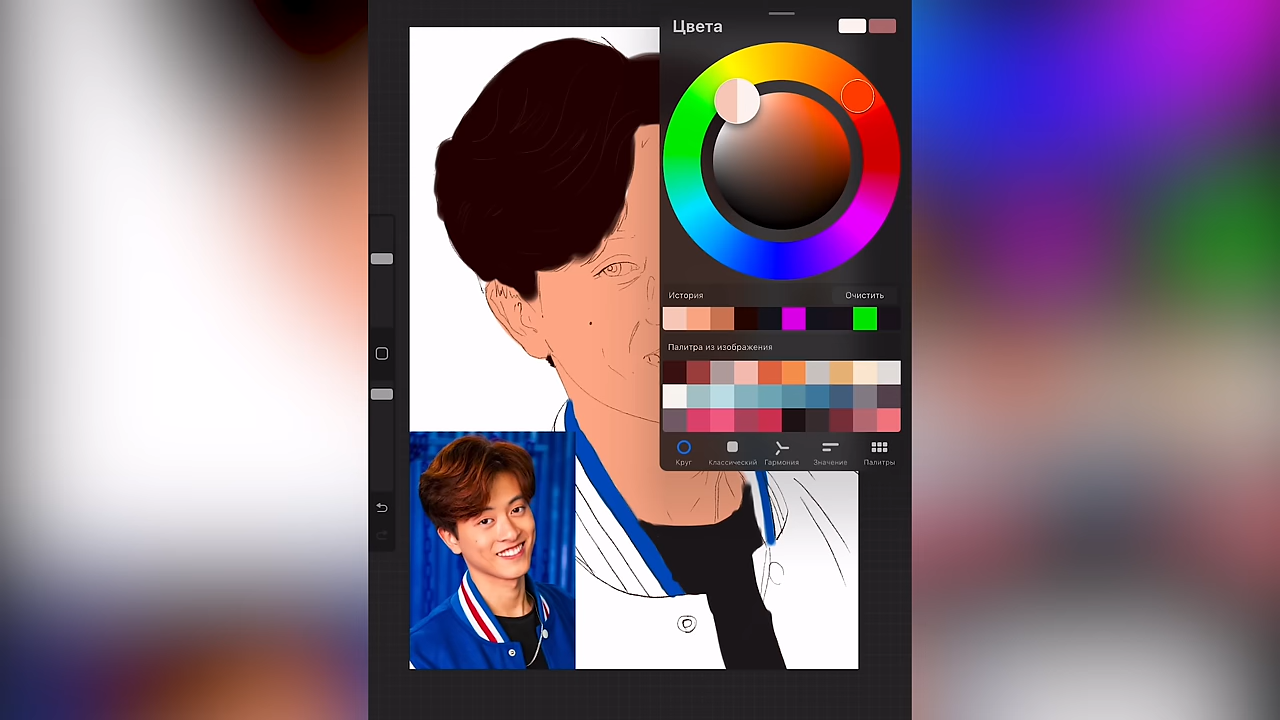 Цвета
История
Очистить
Палитра из изображения
Круг
Классический
Гармония
Значение
Палитры